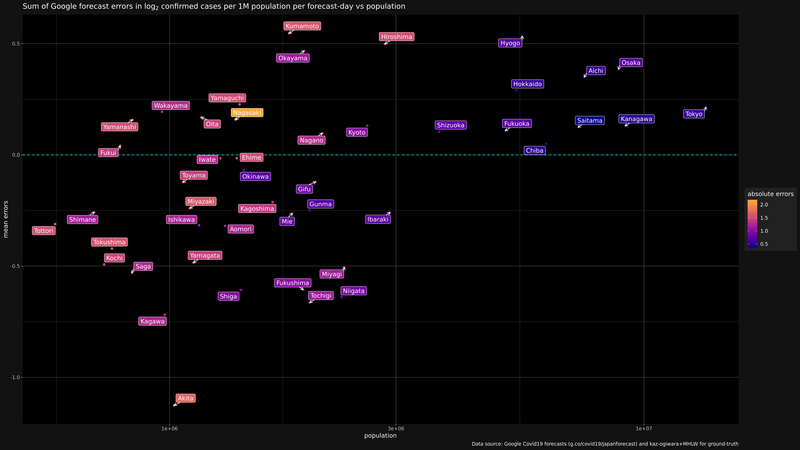 Sum of Google forecast errors in log₂ confirmed cases per 1M population per forecast-day vs population
Kumamoto
Hiroshima
Hyogo
0.5
Okayama
Osaka
Aichi
Hokkaido
Yamaguchi
Wakayama
Nagasaki
Tokyo
Kanagawa
Saitama
Oita
Yamanashi
Shizuoka
Fukuoka
Kyoto
Nagano
Fukui
0.0
Chiba
Iwate
Ehime
Toyama
Okinawa
Gifu
Miyazaki
Gunma
Kagoshima
Shimane
Ishikawa
Mie
Ibaraki
Tottori
Aomori
Tokushima
Kochi
Yamagata
Saga
-0.5
Miyagi
Fukushima
Shiga
Tochigi
Niigata
Kagawa
-1.0
Akita
mean errors
absolute errors
2.0
1.5
1.0
0.5
1e+06
3e+06
1e+07
population
Data source: Google Covid19 forecasts (g.co/covid19/japanforecast) and kaz-ogiwara+MHLW for ground-truth